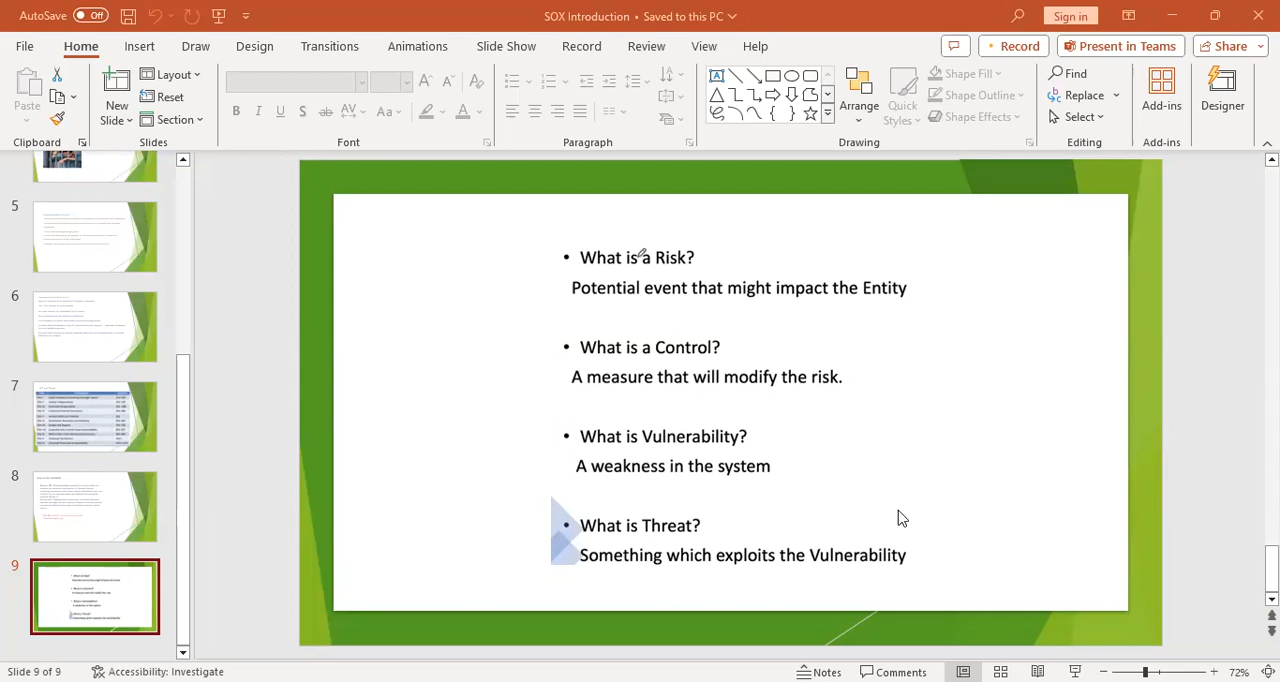 AutoSave Off SOX Introduction • Saved to this PC Sign in
File Home Insert Draw Design Transitions Animations Slide Show Record Review View Help Record Present in Teams Share
Paste Layout Reset Section New Slide Arrange Quick Styles Shape Fill Shape Outline Shape Effects Find Replace Select Add-ins Designer
Clipboard Slides Font Paragraph Drawing Editing Add-ins
5
6
7
8
9
• What is a Risk?
Potential event that might impact the Entity
• What is a Control?
A measure that will modify the risk.
• What is Vulnerability?
A weakness in the system
• What is Threat?
Something which exploits the Vulnerability
Slide 9 of 9 Accessibility: Investigate Notes Comments 72%